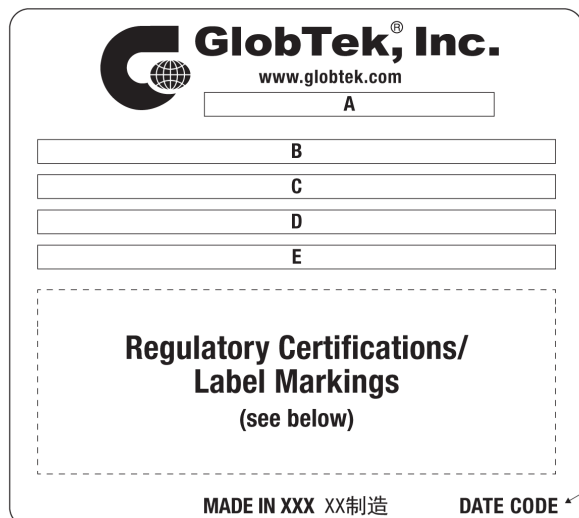 GlobTek®, Inc.
www.globtek.com
A
B
C
D
E
Regulatory Certifications/
Label Markings
(see below)
MADE IN XXX XX制造 DATE CODE